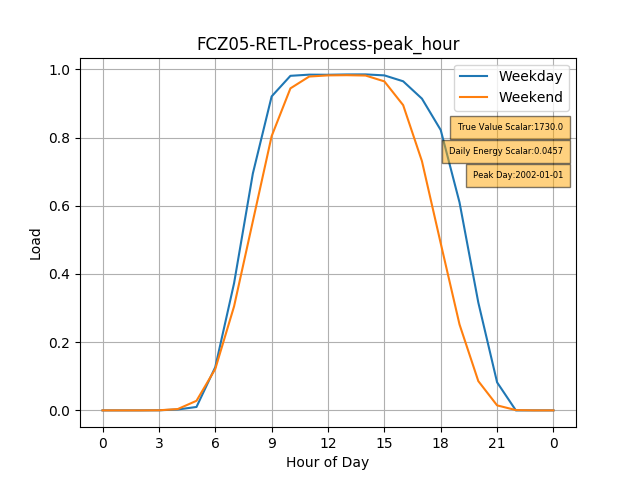 FCZ05-RETL-Process-peak_hour
1.0
0.8
0.6
0.4
0.2
0.0
Load
Weekday
Weekend
True Value Scalar:1730.0
Daily Energy Scalar:0.0457
Peak Day:2002-01-01
0 3 6 9 12 15 18 21 0
Hour of Day